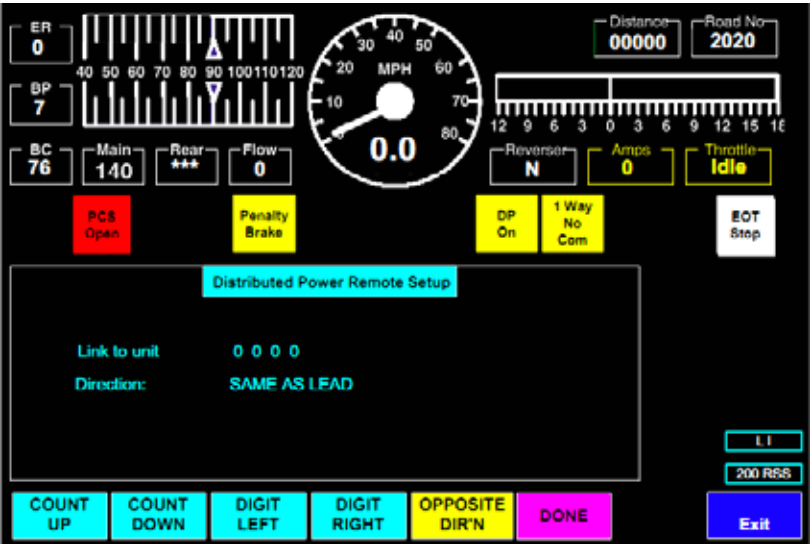 ER
0
BP
7
BC
76
40 50 60 70 80 90 100 110 120
Main
140
Rear
***
Flow
0
0 10 20 30 40 50 60 70 80
MPH
0.0
Distance
00000
Road No
2020
12 9 6 3 0 3 6 9 12 15 18
Reverser
N
Amps
0
Throttle
Idle
PCS
Open
Penalty
Brake
DP
On
1 Way
No
Com
EOT
Stop
Distributed Power Remote Setup
Link to unit 0 0 0 0
Direction: SAME AS LEAD
L I
200 RSS
COUNT
UP
COUNT
DOWN
DIGIT
LEFT
DIGIT
RIGHT
OPPOSITE
DIR'N
DONE
Exit